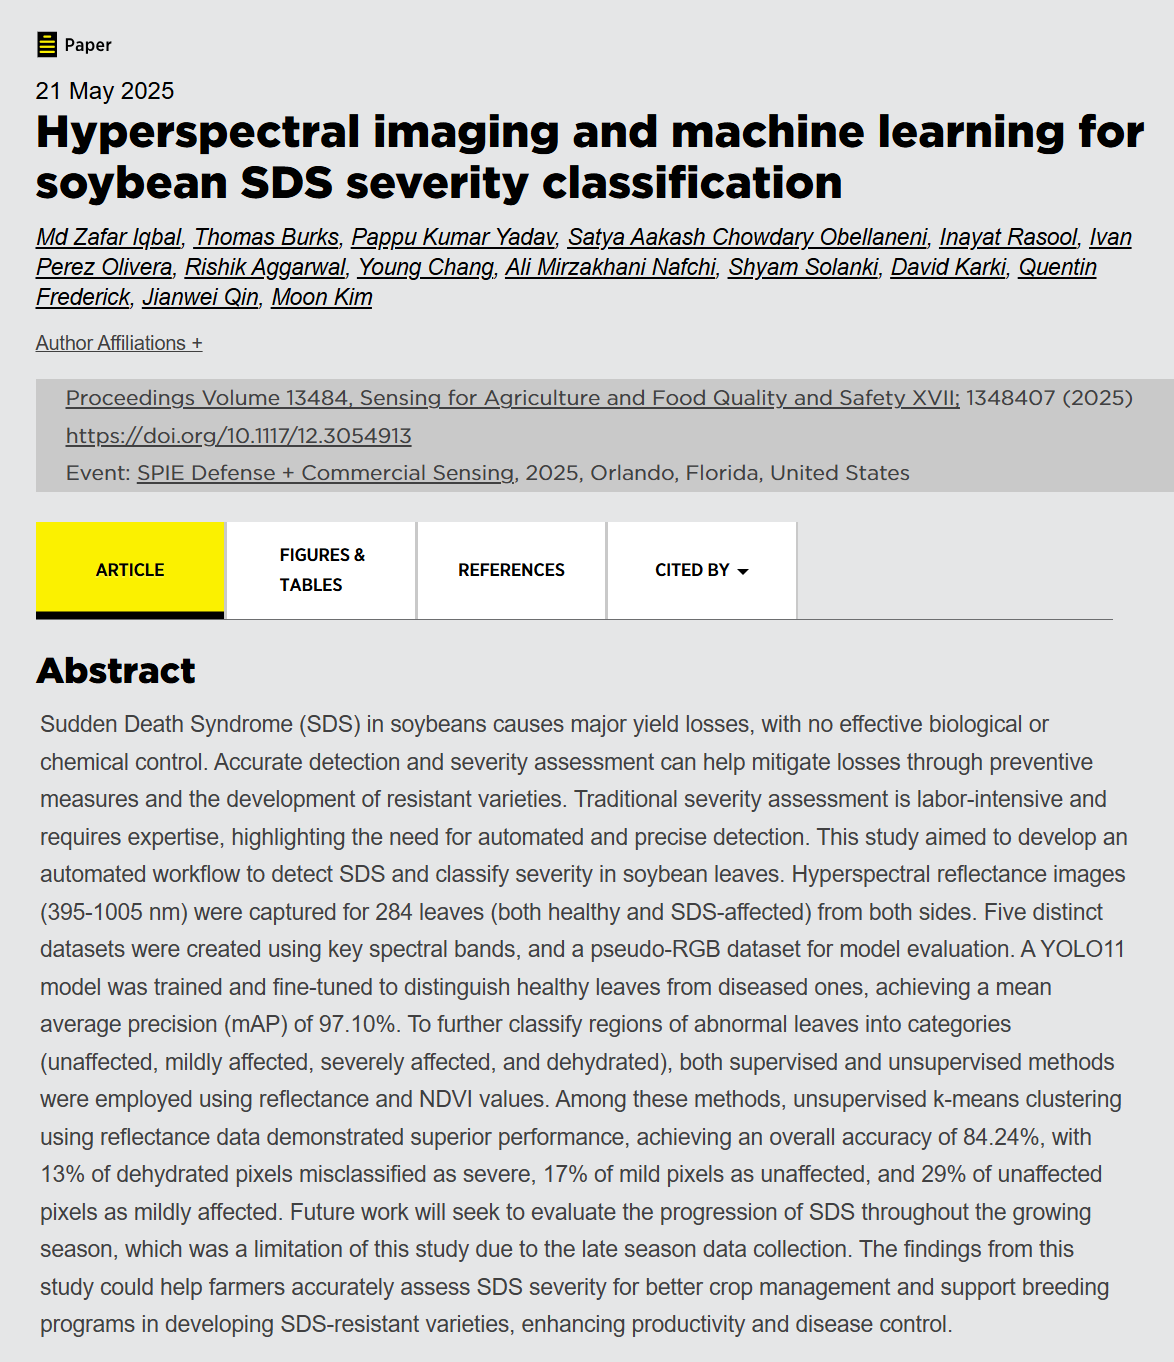 Paper
21 May 2025
Hyperspectral imaging and machine learning for
soybean SDS severity classification
Md Zafar Iqbal, Thomas Burks, Pappu Kumar Yadav, Satya Aakash Chowdary Obellaneni, Inayat Rasool, Ivan
Perez Olivera, Rishik Aggarwal, Young Chang, Ali Mirzakhani Nafchi, Shyam Solanki, David Karki, Quentin
Frederick, Jianwei Qin, Moon Kim
Author Affiliations +
Proceedings Volume 13484, Sensing for Agriculture and Food Quality and Safety XVII; 1348407 (2025)
https://doi.org/10.1117/12.3054913
Event: SPIE Defense + Commercial Sensing, 2025, Orlando, Florida, United States
ARTICLE
FIGURES &
TABLES
REFERENCES
CITED BY
Abstract
Sudden Death Syndrome (SDS) in soybeans causes major yield losses, with no effective biological or
chemical control. Accurate detection and severity assessment can help mitigate losses through preventive
measures and the development of resistant varieties. Traditional severity assessment is labor-intensive and
requires expertise, highlighting the need for automated and precise detection. This study aimed to develop an
automated workflow to detect SDS and classify severity in soybean leaves. Hyperspectral reflectance images
(395-1005 nm) were captured for 284 leaves (both healthy and SDS-affected) from both sides. Five distinct
datasets were created using key spectral bands, and a pseudo-RGB dataset for model evaluation. A YOLO11
model was trained and fine-tuned to distinguish healthy leaves from diseased ones, achieving a mean
average precision (mAP) of 97.10%. To further classify regions of abnormal leaves into categories
(unaffected, mildly affected, severely affected, and dehydrated), both supervised and unsupervised methods
were employed using reflectance and NDVI values. Among these methods, unsupervised k-means clustering
using reflectance data demonstrated superior performance, achieving an overall accuracy of 84.24%, with
13% of dehydrated pixels misclassified as severe, 17% of mild pixels as unaffected, and 29% of unaffected
pixels as mildly affected. Future work will seek to evaluate the progression of SDS throughout the growing
season, which was a limitation of this study due to the late season data collection. The findings from this
study could help farmers accurately assess SDS severity for better crop management and support breeding
programs in developing SDS-resistant varieties, enhancing productivity and disease control.